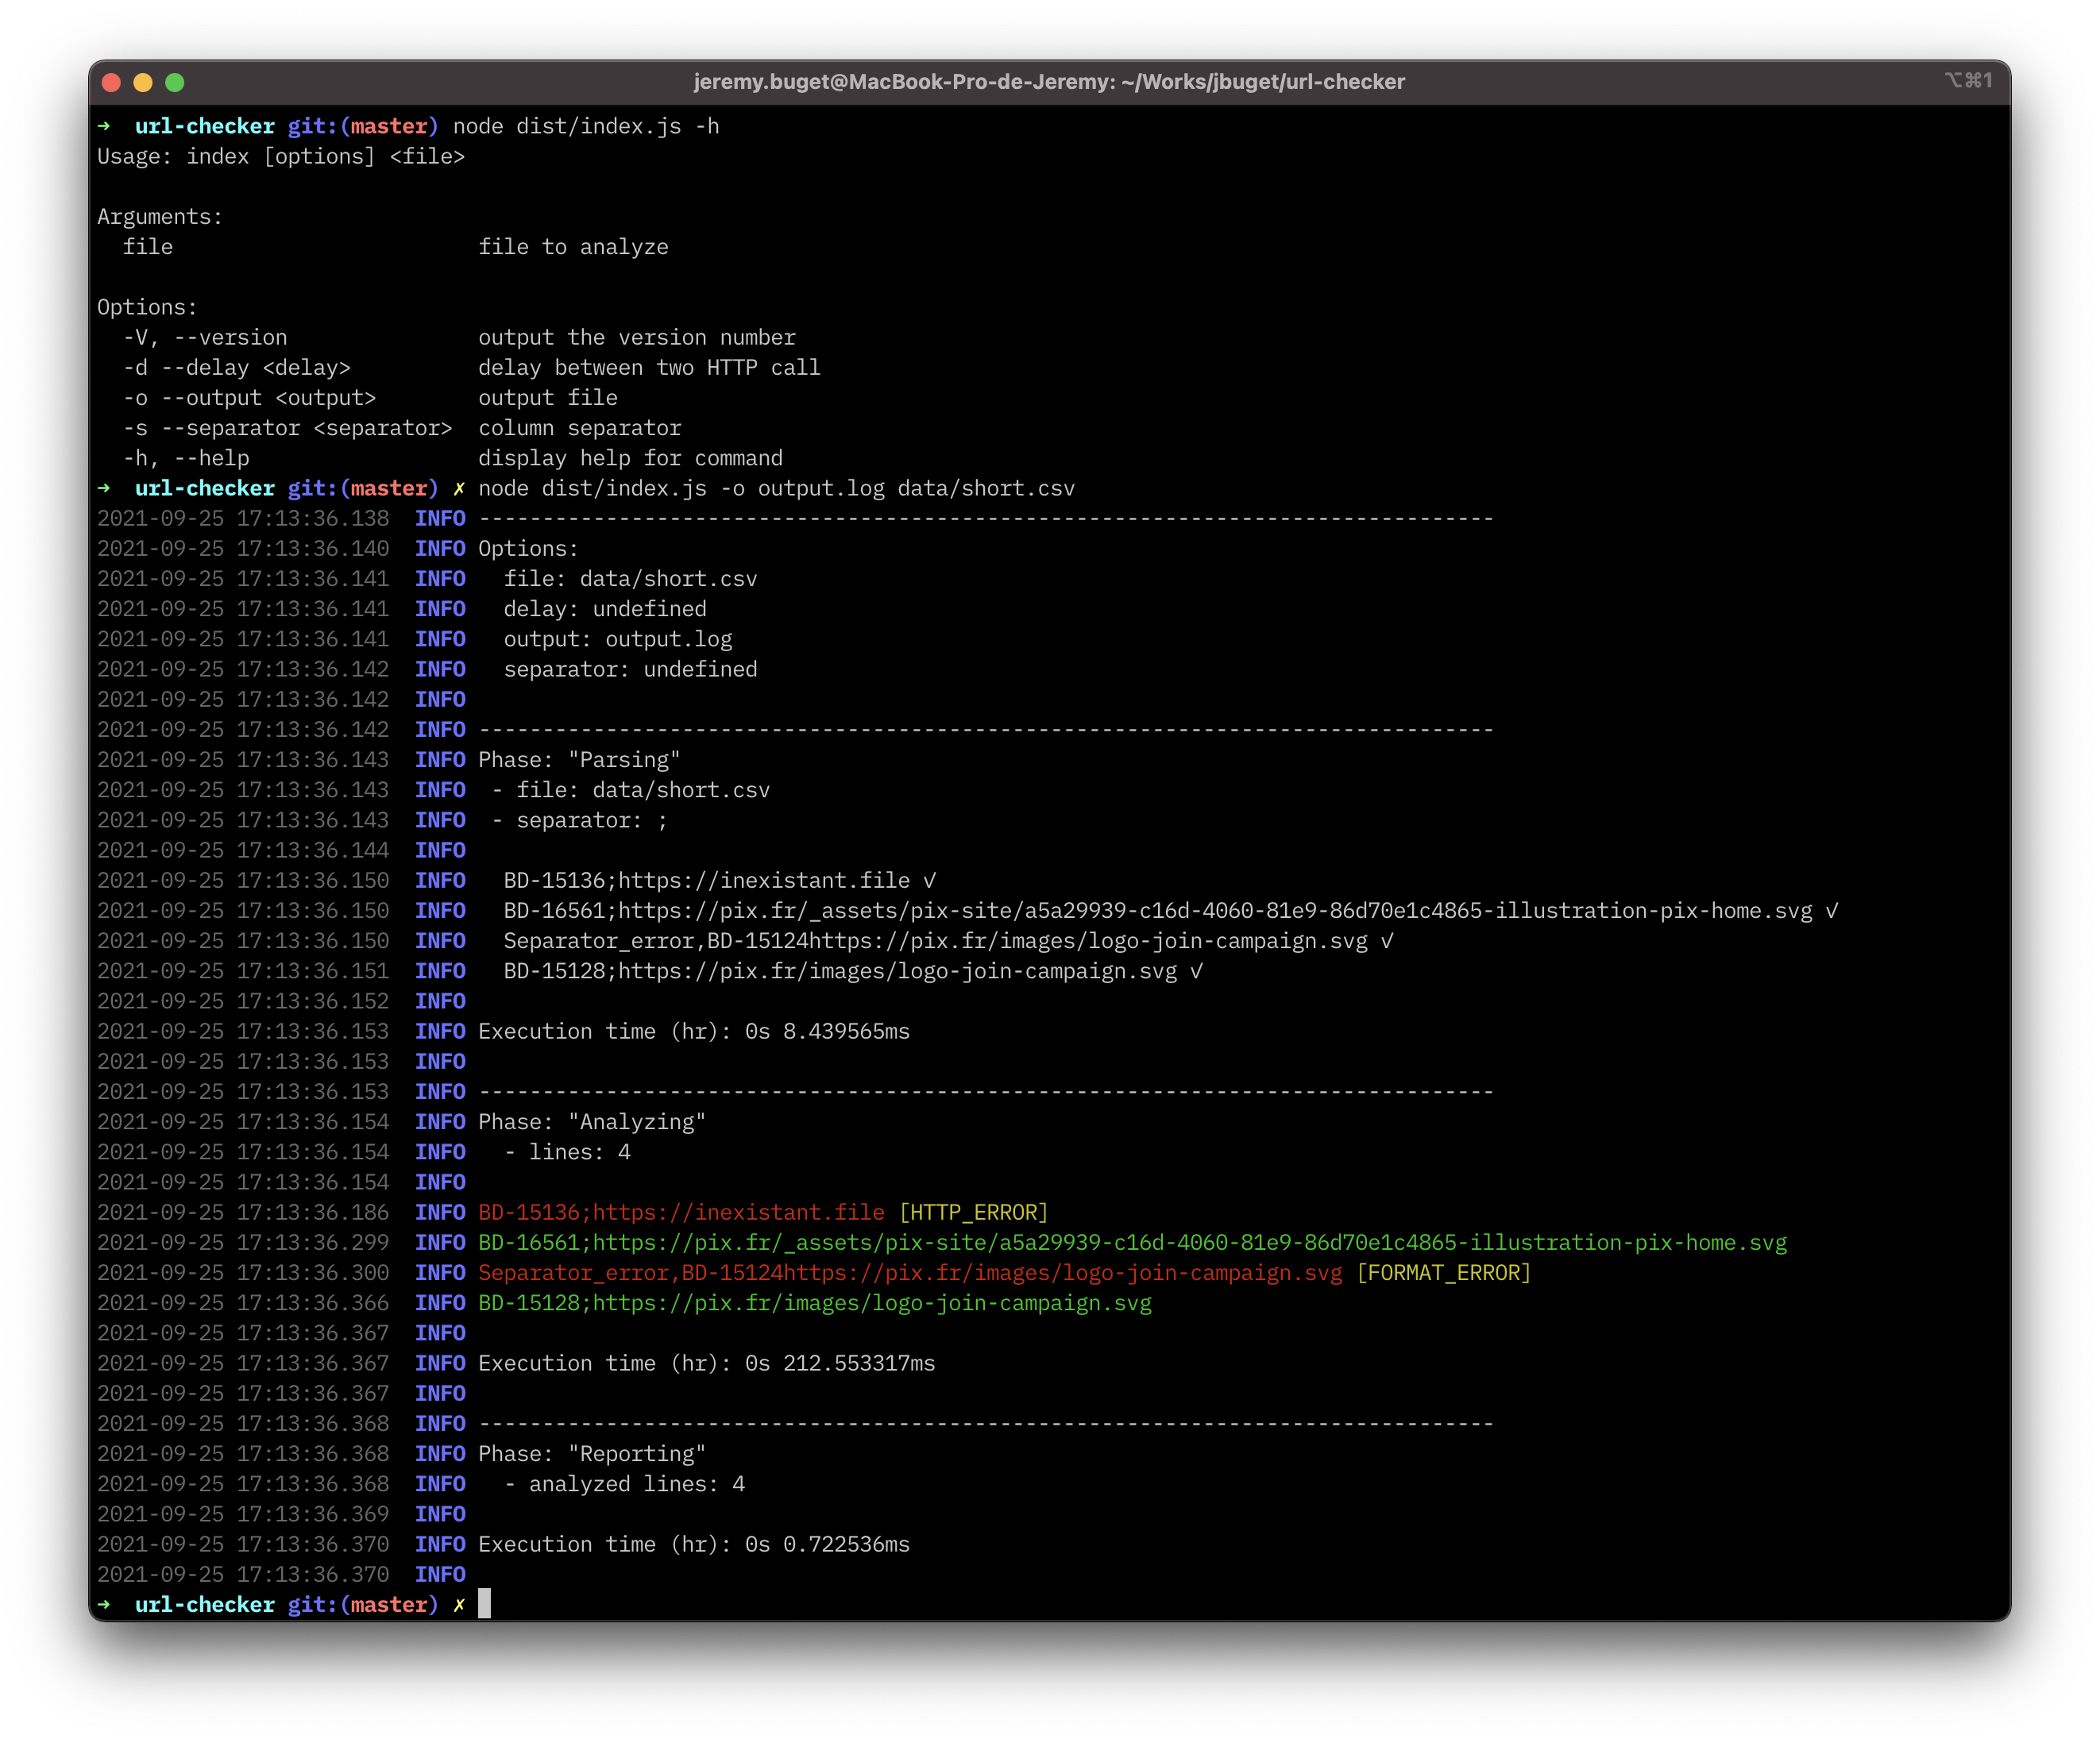 jeremy.buget@MacBook-Pro-de-Jeremy: ~/Works/jbuget/url-checker ⌥⌘1
→ url-checker git:(master) node dist/index.js -h
Usage: index [options] <file>
Arguments:
  file                        file to analyze
Options:
  -V, --version               output the version number
  -d --delay <delay>          delay between two HTTP call
  -o --output <output>        output file
  -s --separator <separator>  column separator
  -h, --help                  display help for command
→ url-checker git:(master) ✗ node dist/index.js -o output.log data/short.csv
2021-09-25 17:13:36.138  INFO --------------------------------------------------------------------------------
2021-09-25 17:13:36.140  INFO Options:
2021-09-25 17:13:36.141  INFO   file: data/short.csv
2021-09-25 17:13:36.141  INFO   delay: undefined
2021-09-25 17:13:36.141  INFO   output: output.log
2021-09-25 17:13:36.142  INFO   separator: undefined
2021-09-25 17:13:36.142  INFO
2021-09-25 17:13:36.142  INFO --------------------------------------------------------------------------------
2021-09-25 17:13:36.143  INFO Phase: "Parsing"
2021-09-25 17:13:36.143  INFO  - file: data/short.csv
2021-09-25 17:13:36.143  INFO  - separator: ;
2021-09-25 17:13:36.144  INFO
2021-09-25 17:13:36.150  INFO   BD-15136;https://inexistant.file √
2021-09-25 17:13:36.150  INFO   BD-16561;https://pix.fr/_assets/pix-site/a5a29939-c16d-4060-81e9-86d70e1c4865-illustration-pix-home.svg √
2021-09-25 17:13:36.150  INFO   Separator_error,BD-15124https://pix.fr/images/logo-join-campaign.svg √
2021-09-25 17:13:36.151  INFO   BD-15128;https://pix.fr/images/logo-join-campaign.svg √
2021-09-25 17:13:36.152  INFO
2021-09-25 17:13:36.153  INFO Execution time (hr): 0s 8.439565ms
2021-09-25 17:13:36.153  INFO
2021-09-25 17:13:36.153  INFO --------------------------------------------------------------------------------
2021-09-25 17:13:36.154  INFO Phase: "Analyzing"
2021-09-25 17:13:36.154  INFO   - lines: 4
2021-09-25 17:13:36.154  INFO
2021-09-25 17:13:36.186  INFO BD-15136;https://inexistant.file [HTTP_ERROR]
2021-09-25 17:13:36.299  INFO BD-16561;https://pix.fr/_assets/pix-site/a5a29939-c16d-4060-81e9-86d70e1c4865-illustration-pix-home.svg
2021-09-25 17:13:36.300  INFO Separator_error,BD-15124https://pix.fr/images/logo-join-campaign.svg [FORMAT_ERROR]
2021-09-25 17:13:36.366  INFO BD-15128;https://pix.fr/images/logo-join-campaign.svg
2021-09-25 17:13:36.367  INFO
2021-09-25 17:13:36.367  INFO Execution time (hr): 0s 212.553317ms
2021-09-25 17:13:36.367  INFO
2021-09-25 17:13:36.368  INFO --------------------------------------------------------------------------------
2021-09-25 17:13:36.368  INFO Phase: "Reporting"
2021-09-25 17:13:36.368  INFO   - analyzed lines: 4
2021-09-25 17:13:36.369  INFO
2021-09-25 17:13:36.370  INFO Execution time (hr): 0s 0.722536ms
2021-09-25 17:13:36.370  INFO
→ url-checker git:(master) ✗